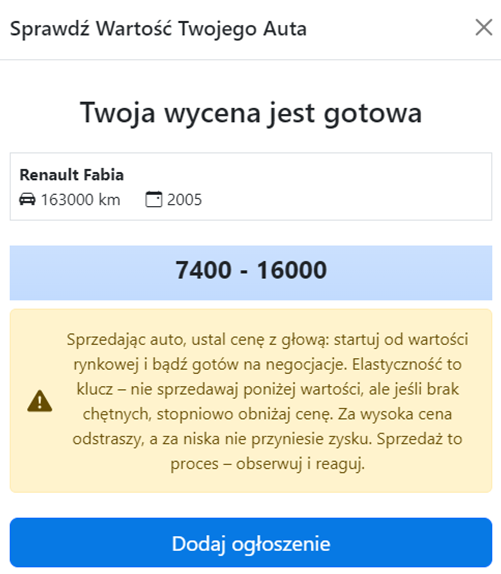 Sprawdź Wartość Twojego Auta
Twoja wycena jest gotowa
Renault Fabia
163000 km 2005
7400 - 16000
Sprzedając auto, ustal cenę z głową: startuj od wartości
rynkowej i bądź gotów na negocjacje. Elastyczność to
klucz – nie sprzedawaj poniżej wartości, ale jeśli brak
chętnych, stopniowo obniżaj cenę. Za wysoka cena
odstraszy, a za niska nie przyniesie zysku. Sprzedaż to
proces – obserwuj i reaguj.
Dodaj ogłoszenie